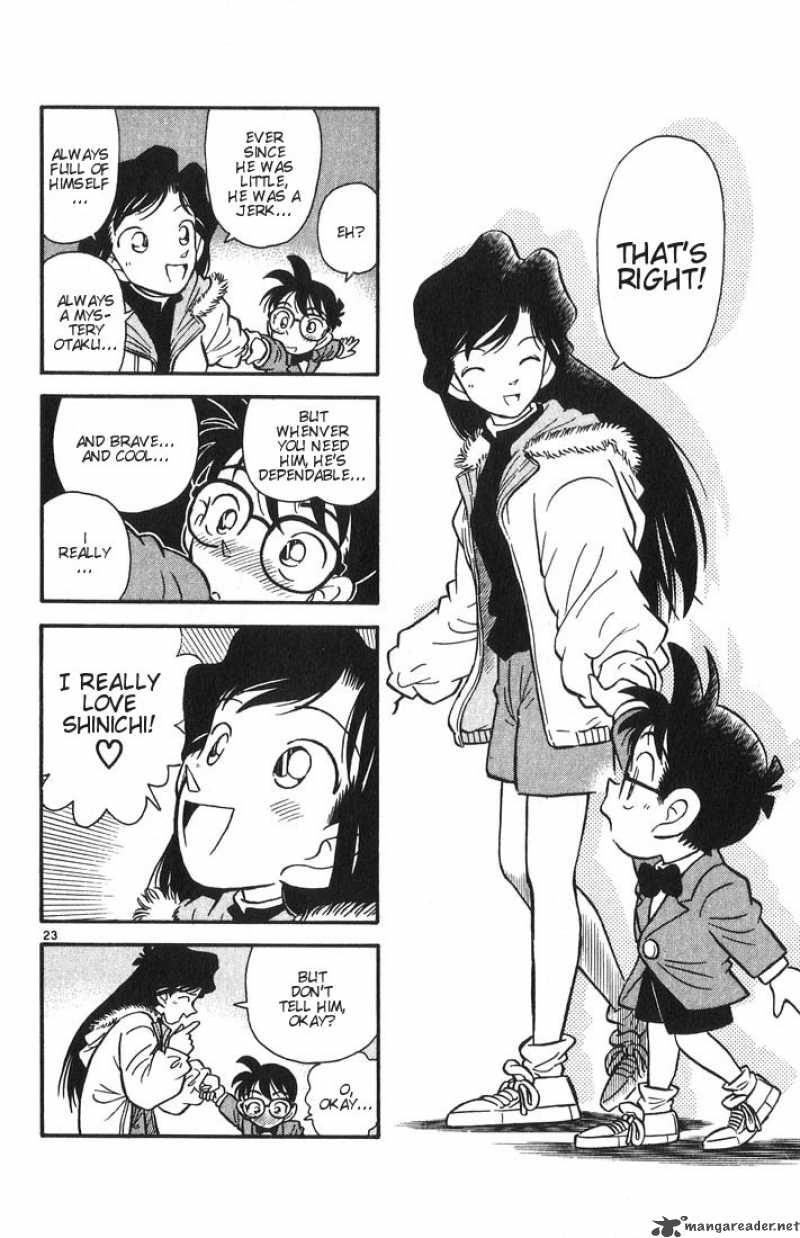 THAT'S
RIGHT!
EVER
SINCE
HE WAS
LITTLE,
HE WAS A
JERK...
EH?
ALWAYS
FULL OF
HIMSELF
...
ALWAYS
A MYS-
TERY
OTAKU...
BUT
WHENVER
YOU NEED
HIM, HE'S
DEPENDABLE...
AND BRAVE...
AND COOL...
I
REALLY
...
I REALLY
LOVE
SHINICHI!
♡
23
BUT
DON'T
TELL HIM,
OKAY?
O,
OKAY...
mangareader.net